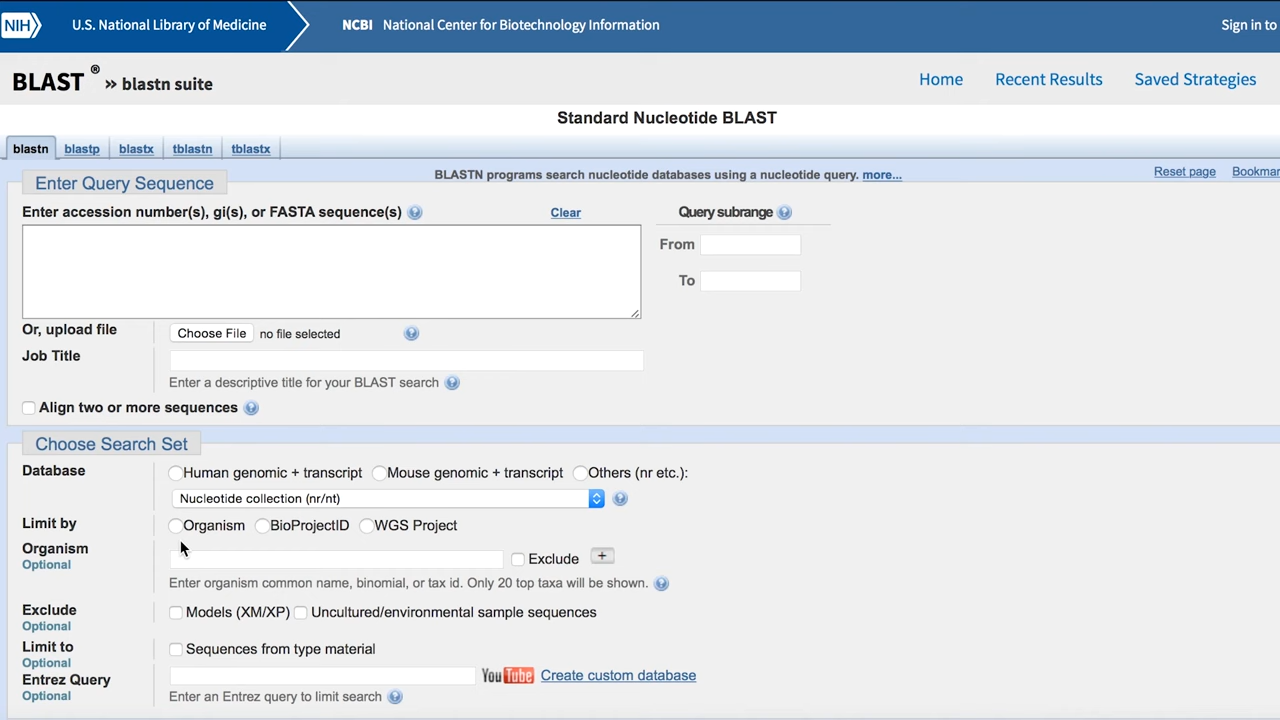 NIH U.S. National Library of Medicine NCBI National Center for Biotechnology Information Sign in to
BLAST ® » blastn suite Home Recent Results Saved Strategies
Standard Nucleotide BLAST
blastn blastp blastx tblastn tblastx
Enter Query Sequence BLASTN programs search nucleotide databases using a nucleotide query. more... Reset page Bookmar
Enter accession number(s), gi(s), or FASTA sequence(s) ? Clear Query subrange ?
From
To
Or, upload file Choose File no file selected ?
Job Title
Enter a descriptive title for your BLAST search ?
Align two or more sequences ?
Choose Search Set
Database Human genomic + transcript Mouse genomic + transcript Others (nr etc.):
Nucleotide collection (nr/nt) ?
Limit by Organism BioProjectID WGS Project
Organism
Optional Exclude +
Enter organism common name, binomial, or tax id. Only 20 top taxa will be shown. ?
Exclude Models (XM/XP) Uncultured/environmental sample sequences
Optional
Limit to Sequences from type material
Optional
Entrez Query YouTube Create custom database
Optional Enter an Entrez query to limit search ?